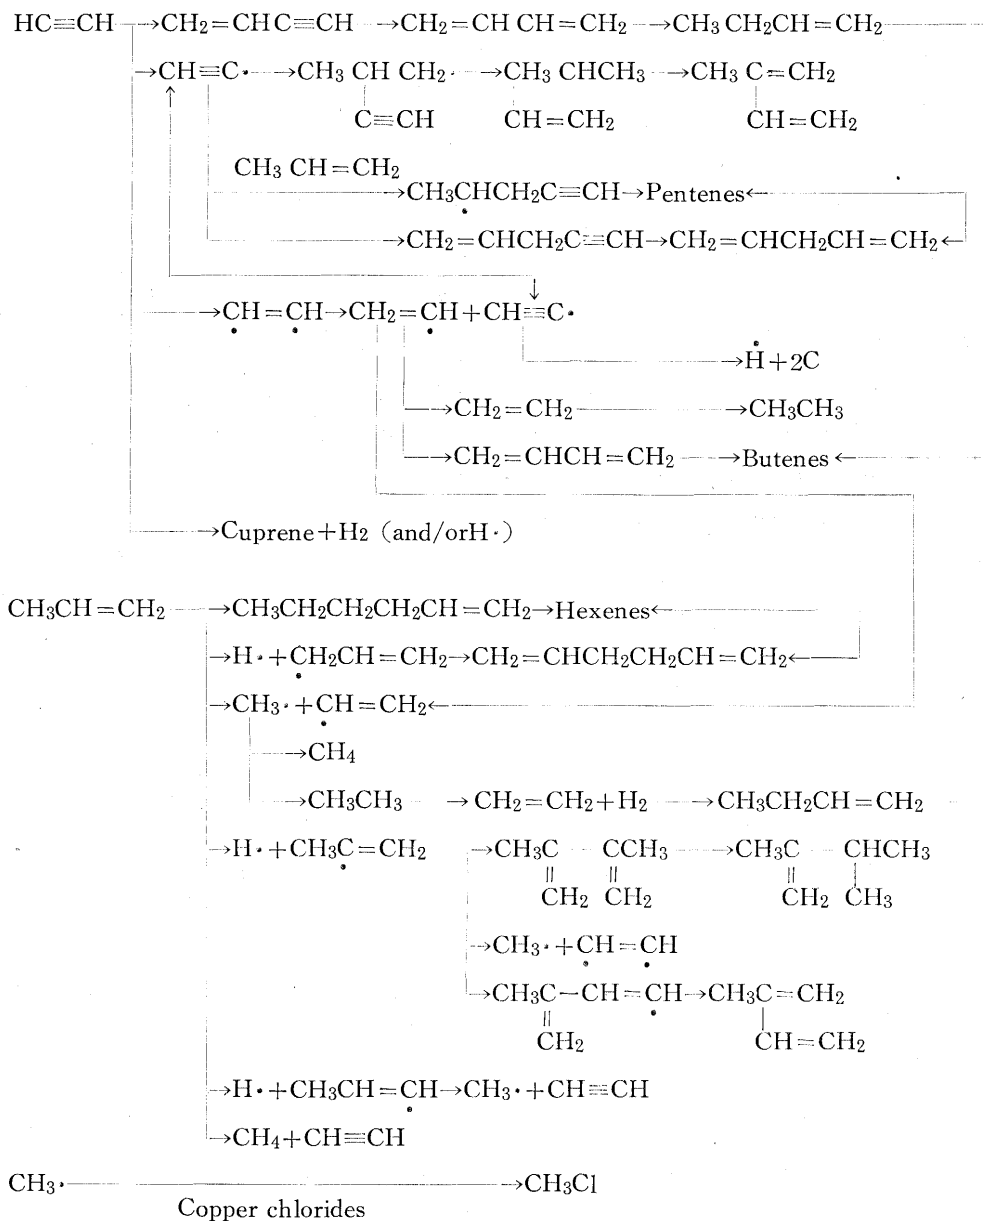 HC≡CH →CH2=CHC≡CH →CH2=CH CH=CH2 →CH3 CH2CH=CH2
→CH≡C· →CH3 CH CH2· →CH3 CHCH3 →CH3 C=CH2
C≡CH CH=CH2 CH=CH2
CH3 CH=CH2
→CH3CHCH2C≡CH→Pentenes←
→CH2=CHCH2C≡CH→CH2=CHCH2CH=CH2←
→CH=CH→CH2=CH+CH≡C·
→H+2C
→CH2=CH2 →CH3CH3
→CH2=CHCH=CH2 →Butenes←
→Cuprene+H2 (and/orH·)
CH3CH=CH2 →CH3CH2CH2CH2CH=CH2→Hexenes←
→H·+CH2CH=CH2→CH2=CHCH2CH2CH=CH2←
→CH3·+CH=CH2←
→CH4
→CH3CH3 →CH2=CH2+H2 →CH3CH2CH=CH2
→H·+CH3C=CH2 →CH3C CCH3 →CH3C CHCH3
CH2 CH2 CH2 CH3
→CH3·+CH=CH
→CH3C-CH=CH→CH3C=CH2
CH2 CH=CH2
→H·+CH3CH=CH→CH3·+CH≡CH
→CH4+CH≡CH
CH3· →CH3Cl
Copper chlorides